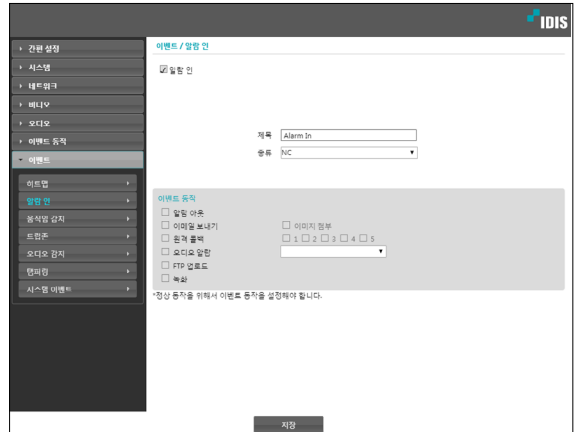 IDIS
간편 설정
시스템
네트워크
비디오
오디오
이벤트 동작
이벤트
히트맵
알람 인
움직임 감지
트립존
오디오 감지
탬퍼링
시스템 이벤트
이벤트 / 알람 인
알람 인
제목 Alarm In
종류 NC
이벤트 동작
알람 아웃
이메일 보내기 이미지 첨부
원격 콜백 1 2 3 4 5
오디오 알람
FTP 업로드
녹화
*정상 동작을 위해서 이벤트 동작을 설정해야 합니다.
저장